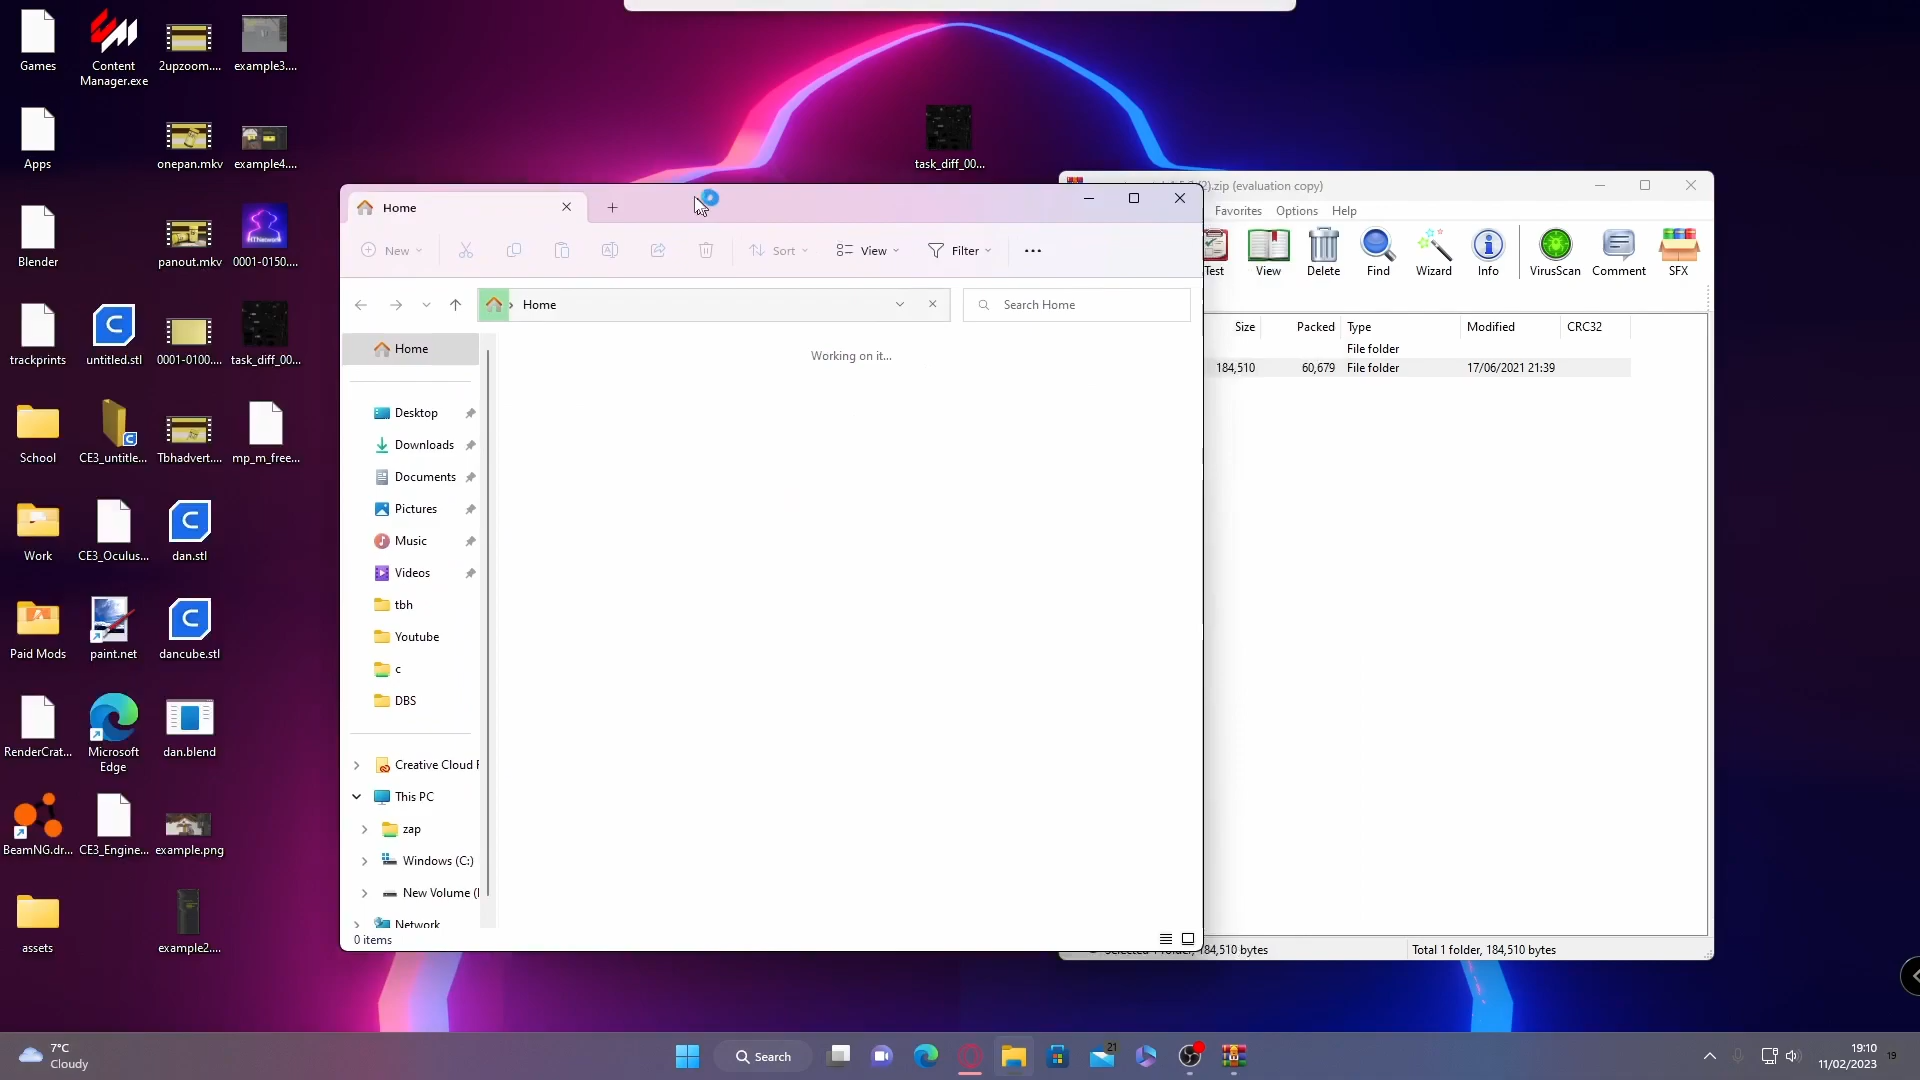 Games
Content
Manager.exe
2upzoom....
example3....
Apps
onepan.mkv
example4....
Blender
panout.mkv
0001-0150....
trackprints
untitled.stl
0001-0100....
task_diff_00...
School
CE3_untitle...
Tbhadvert....
mp_m_free...
Work
CE3_Oculus...
dan.stl
Paid Mods
paint.net
dancube.stl
RenderCrat...
Microsoft
Edge
dan.blend
BeamNG.dr...
CE3_Engine...
example.png
assets
example2....
task_diff_00...
Home
New
Sort
View
Filter
Home
Search Home
Home
Working on it...
Desktop
Downloads
Documents
Pictures
Music
Videos
tbh
Youtube
c
DBS
Creative Cloud F
This PC
zap
Windows (C:)
New Volume (
Network
0 items
(2).zip (evaluation copy)
Favorites Options Help
Test View Delete Find Wizard Info VirusScan Comment SFX
Size Packed Type Modified CRC32
File folder
184,510 60,679 File folder 17/06/2021 21:39
Selected 1 folder, 184,510 bytes
Total 1 folder, 184,510 bytes
7°C
Cloudy
Search
21
19:10
11/02/2023
19